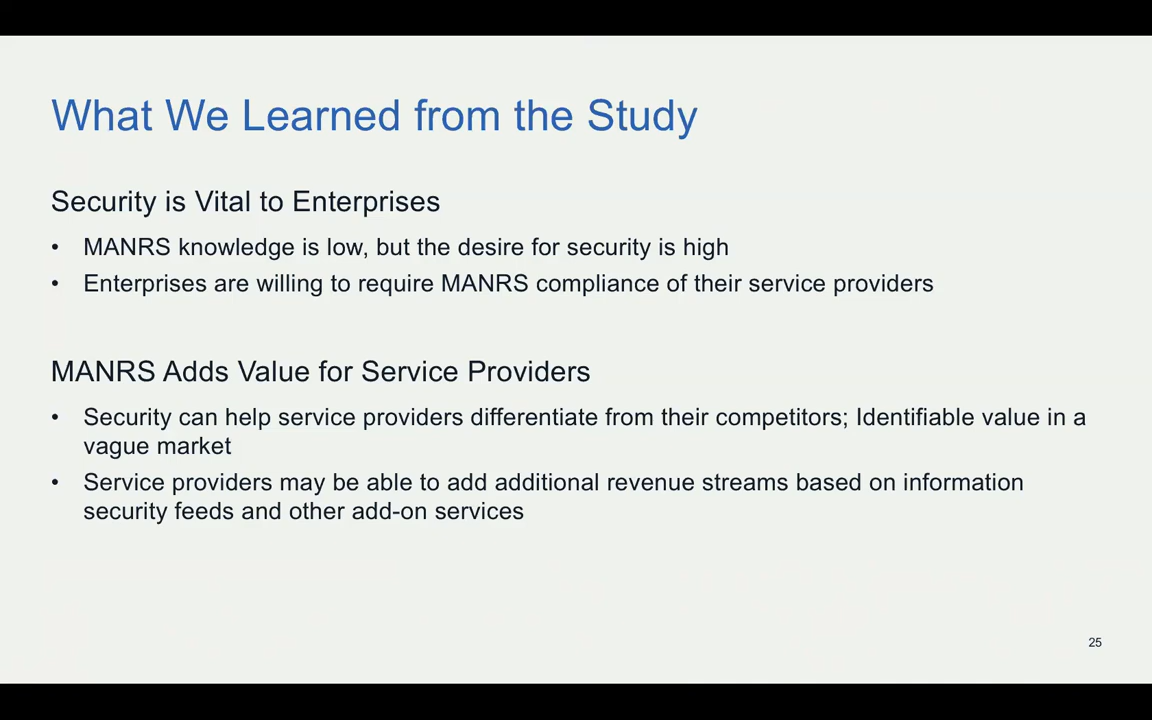 What We Learned from the Study
Security is Vital to Enterprises
• MANRS knowledge is low, but the desire for security is high
• Enterprises are willing to require MANRS compliance of their service providers
MANRS Adds Value for Service Providers
• Security can help service providers differentiate from their competitors; Identifiable value in a
vague market
• Service providers may be able to add additional revenue streams based on information
security feeds and other add-on services
25